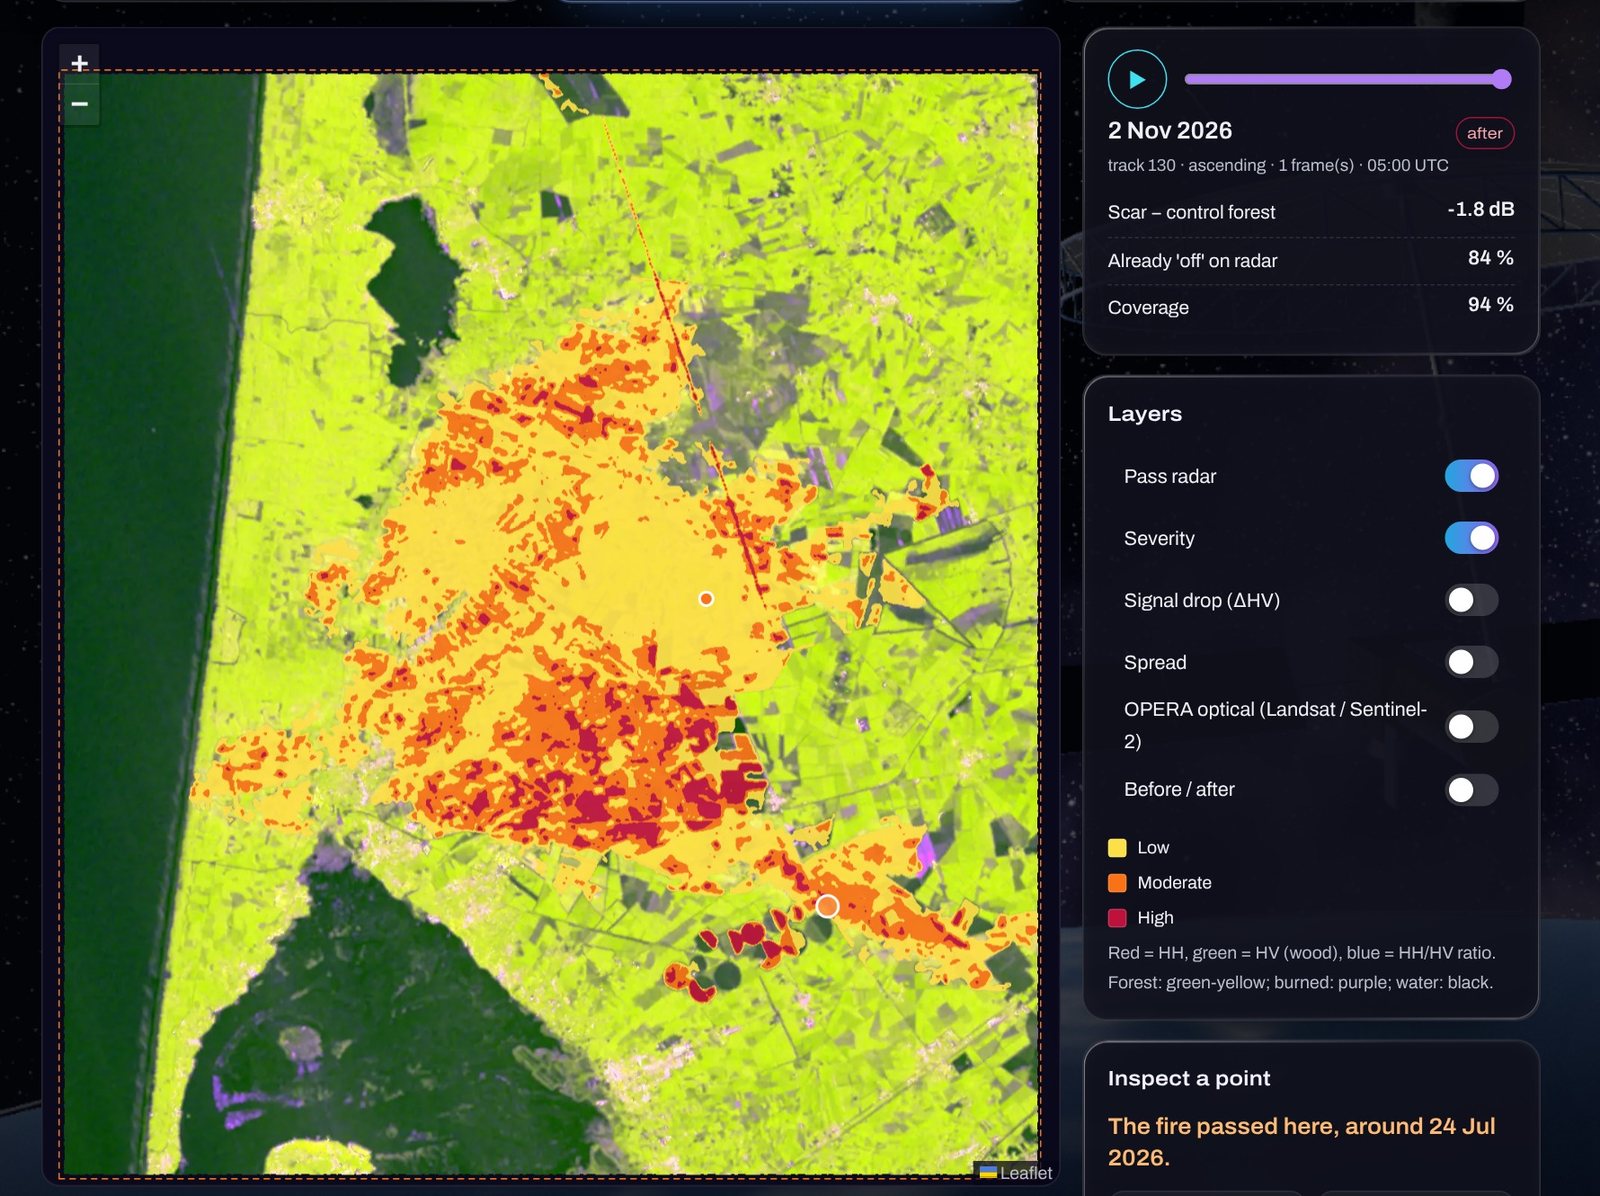 +
−
2 Nov 2026
after
track 130 · ascending · 1 frame(s) · 05:00 UTC
Scar – control forest
-1.8 dB
Already 'off' on radar
84 %
Coverage
94 %
Layers
Pass radar
Severity
Signal drop (ΔHV)
Spread
OPERA optical (Landsat / Sentinel-
2)
Before / after
Low
Moderate
High
Red = HH, green = HV (wood), blue = HH/HV ratio.
Forest: green-yellow; burned: purple; water: black.
Inspect a point
The fire passed here, around 24 Jul
2026.
Leaflet